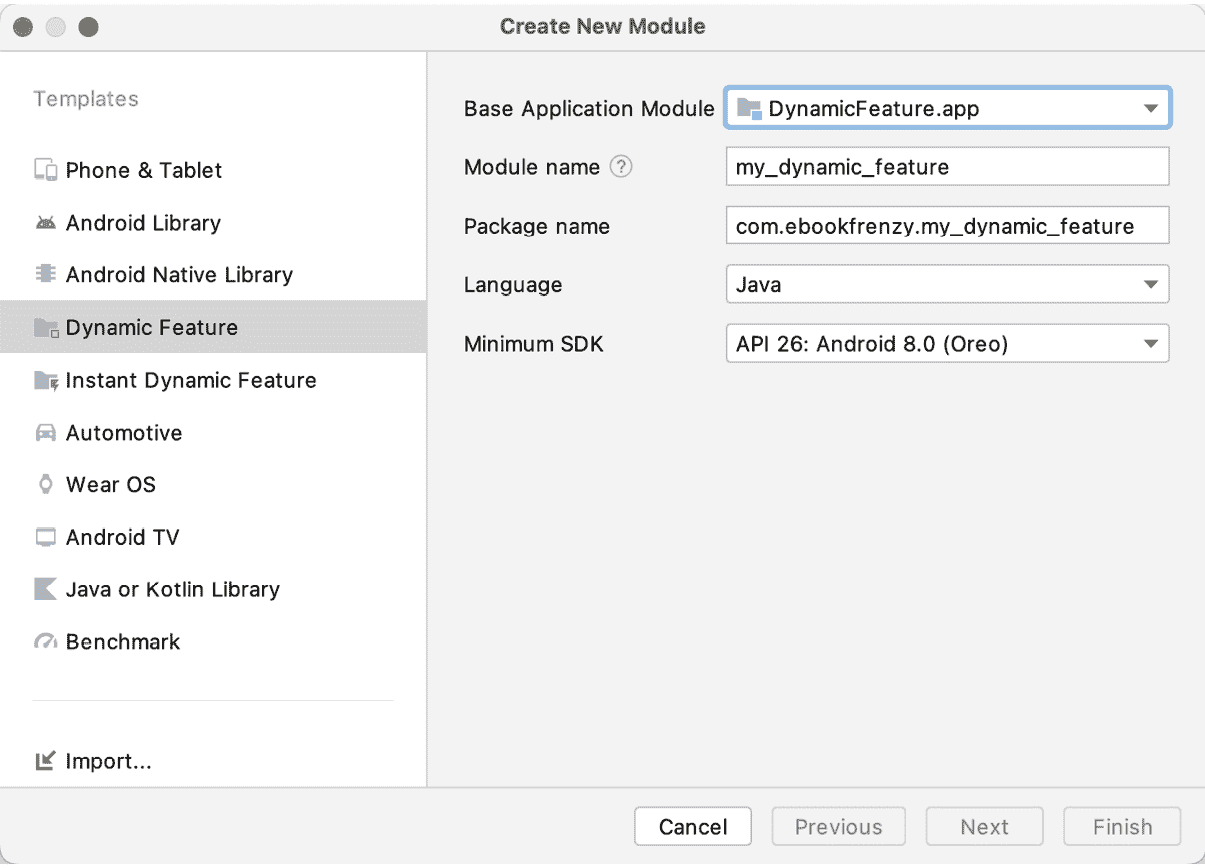 Create New Module
Templates
Phone & Tablet
Android Library
Android Native Library
Dynamic Feature
Instant Dynamic Feature
Automotive
Wear OS
Android TV
Java or Kotlin Library
Benchmark
Import...
Base Application Module DynamicFeature.app
Module name ? my_dynamic_feature
Package name com.ebookfrenzy.my_dynamic_feature
Language Java
Minimum SDK API 26: Android 8.0 (Oreo)
Cancel Previous Next Finish